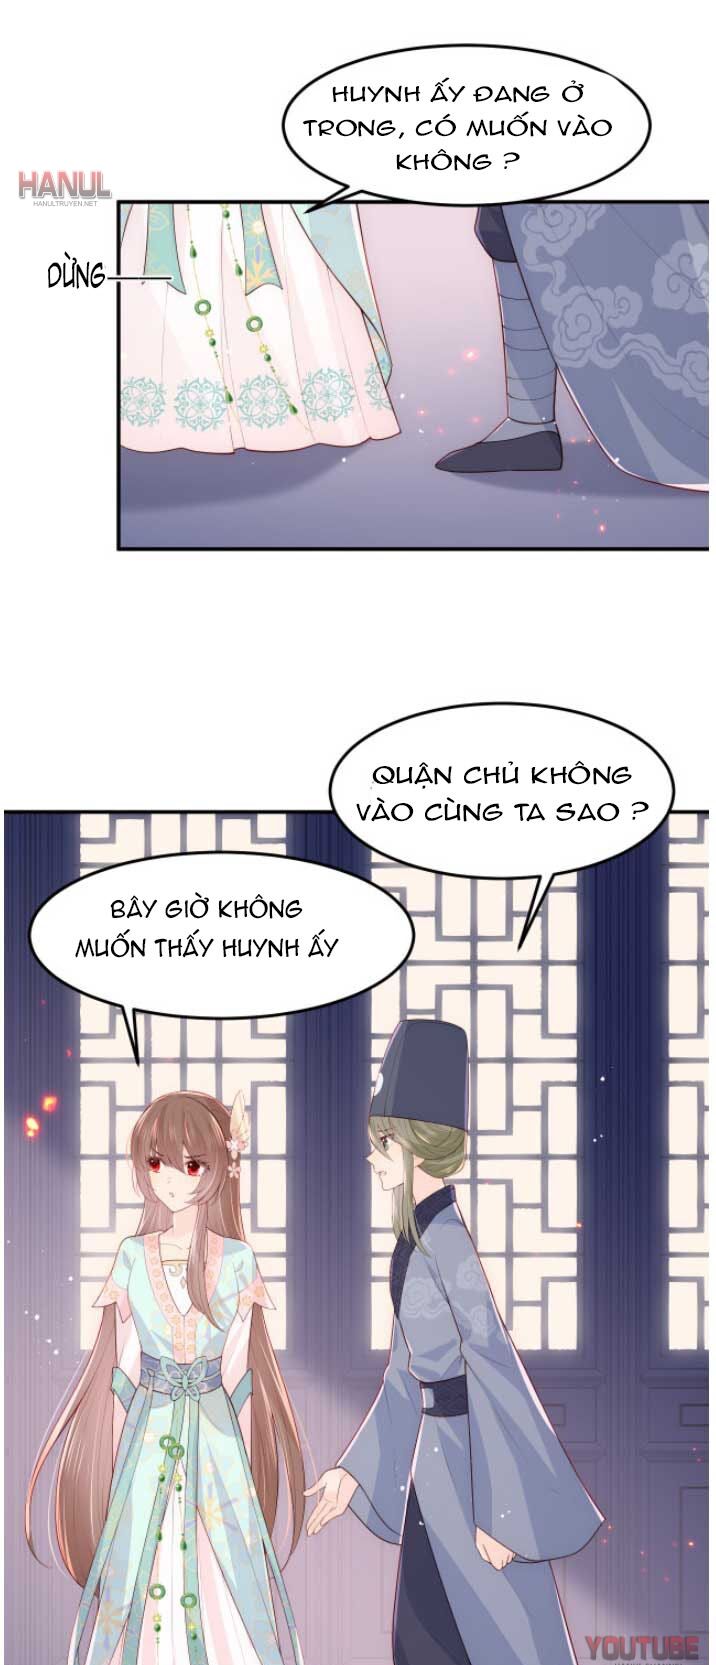 HUYNH ẤY ĐANG Ở
TRONG, CÓ MUỐN VÀO
KHÔNG ?
HANUL
HANULTRUYEN.NET
DỪNG
QUẬN CHỦ KHÔNG
VÀO CÙNG TA SAO ?
BÂY GIỜ KHÔNG
MUỐN THẤY HUYNH ẤY
YOUTUBE